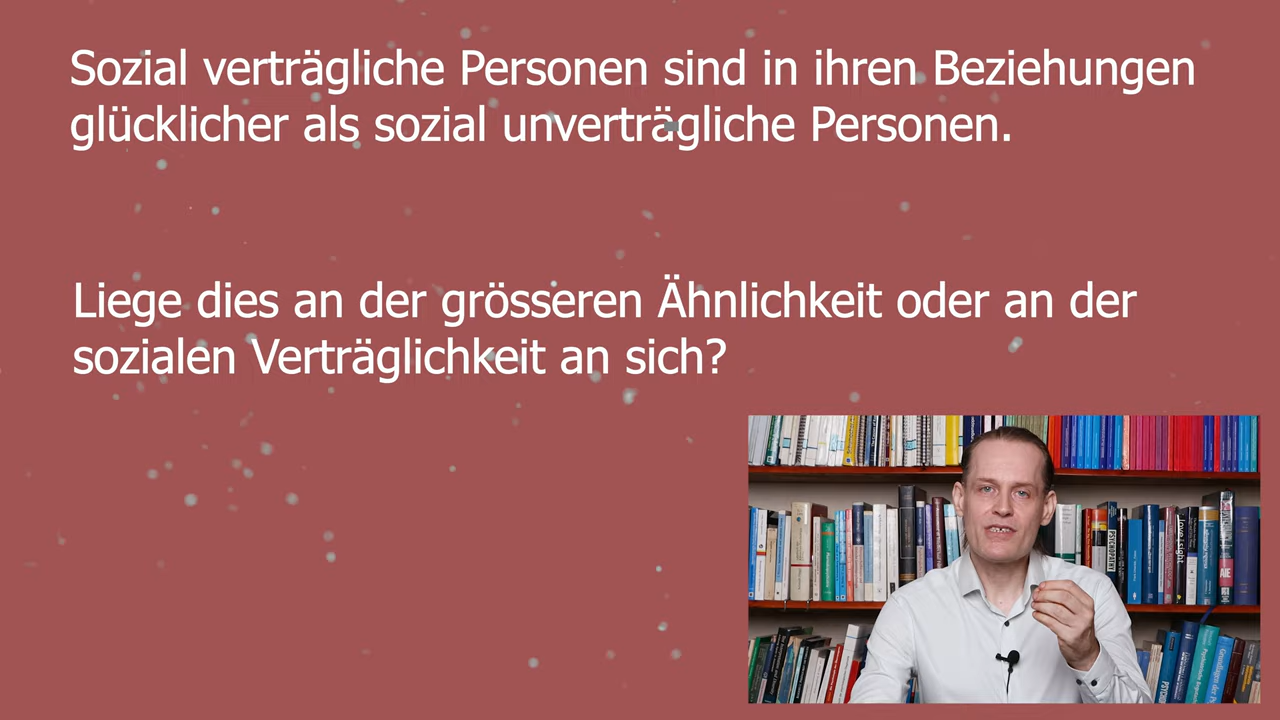 Sozial verträgliche Personen sind in ihren Beziehungen
glücklicher als sozial unverträgliche Personen.
Liege dies an der grösseren Ähnlichkeit oder an der
sozialen Verträglichkeit an sich?